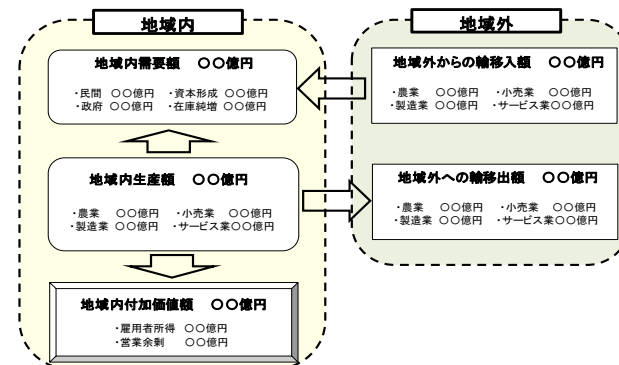 地域内
地域内需要額　〇〇億円
・民間　〇〇億円　・資本形成　〇〇億円
・政府　〇〇億円　・在庫純増　〇〇億円
地域内生産額　〇〇億円
・農業　〇〇億円　・小売業　〇〇億円
・製造業　〇〇億円　・サービス業〇〇億円
地域内付加価値額　〇〇億円
・雇用者所得　〇〇億円
・営業余剰　〇〇億円
地域外
地域外からの輸移入額　〇〇億円
・農業　〇〇億円　・小売業　〇〇億円
・製造業　〇〇億円　・サービス業〇〇億円
地域外への輸移出額　〇〇億円
・農業　〇〇億円　・小売業　〇〇億円
・製造業　〇〇億円　・サービス業〇〇億円